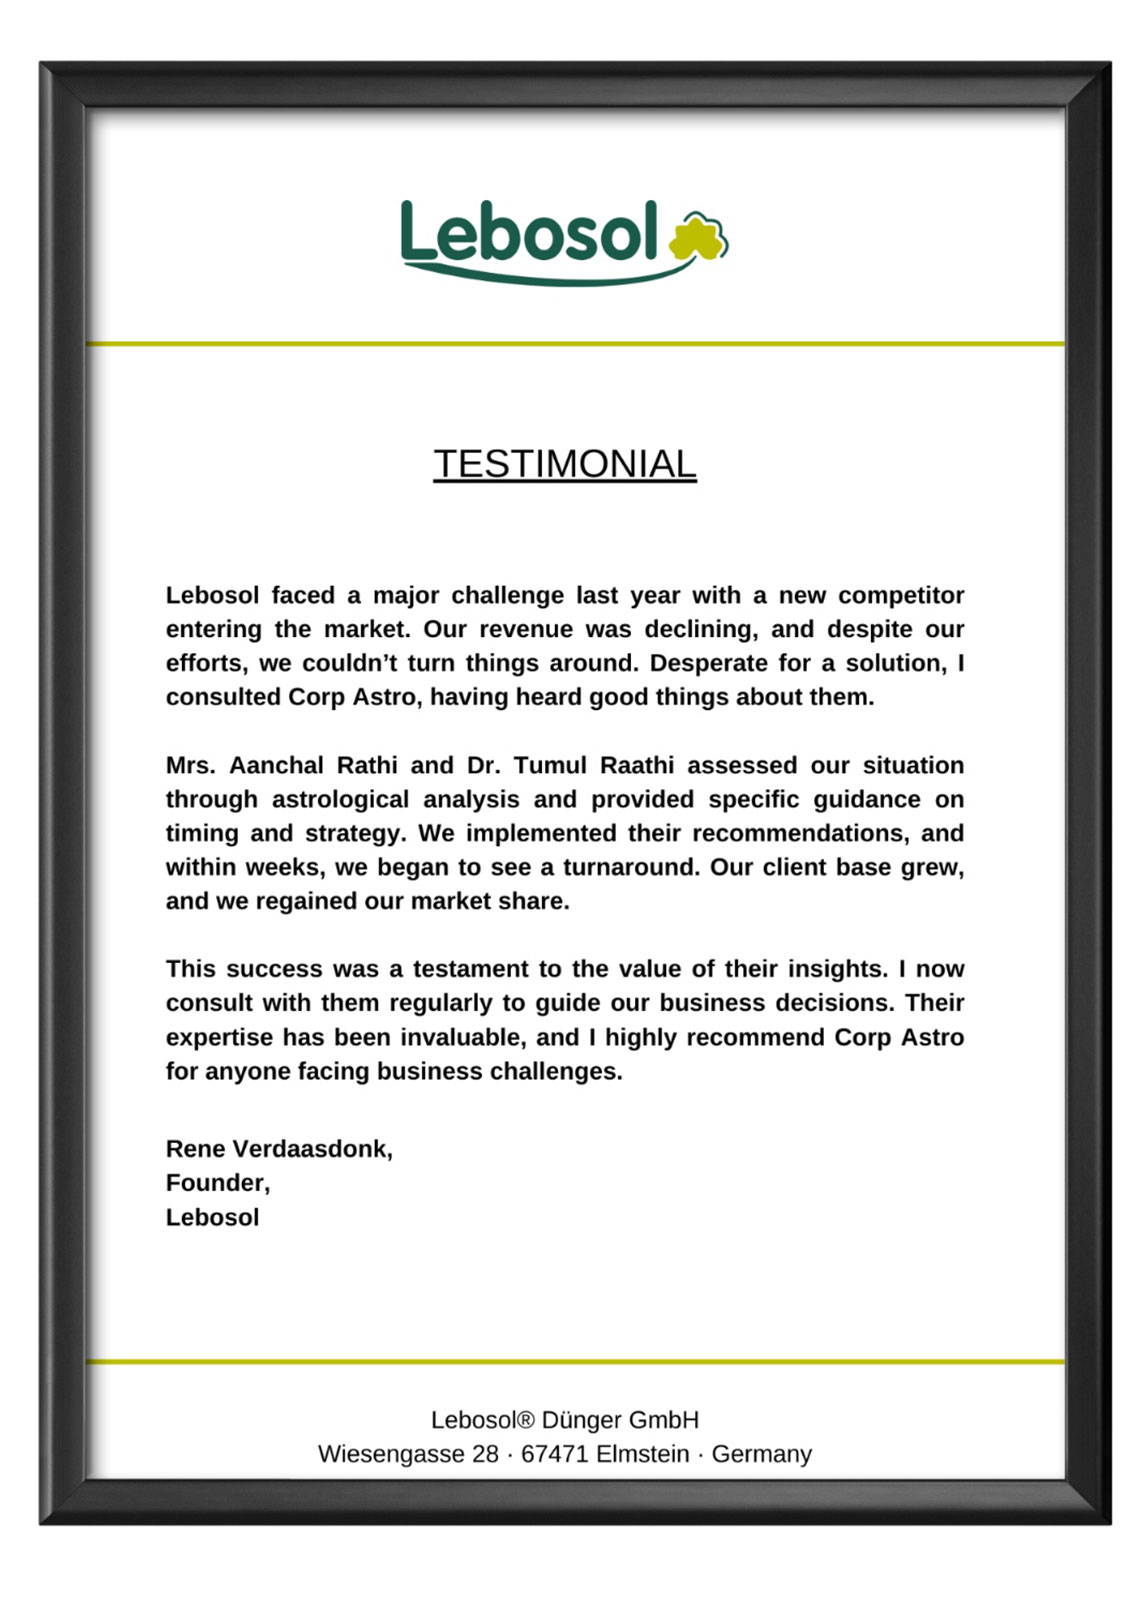 Lebosol
TESTIMONIAL
Lebosol faced a major challenge last year with a new competitor
entering the market. Our revenue was declining, and despite our
efforts, we couldn’t turn things around. Desperate for a solution, I
consulted Corp Astro, having heard good things about them.
Mrs. Aanchal Rathi and Dr. Tumul Raathi assessed our situation
through astrological analysis and provided specific guidance on
timing and strategy. We implemented their recommendations, and
within weeks, we began to see a turnaround. Our client base grew,
and we regained our market share.
This success was a testament to the value of their insights. I now
consult with them regularly to guide our business decisions. Their
expertise has been invaluable, and I highly recommend Corp Astro
for anyone facing business challenges.
Rene Verdaasdonk,
Founder,
Lebosol
Lebosol® Dünger GmbH
Wiesengasse 28 · 67471 Elmstein · Germany